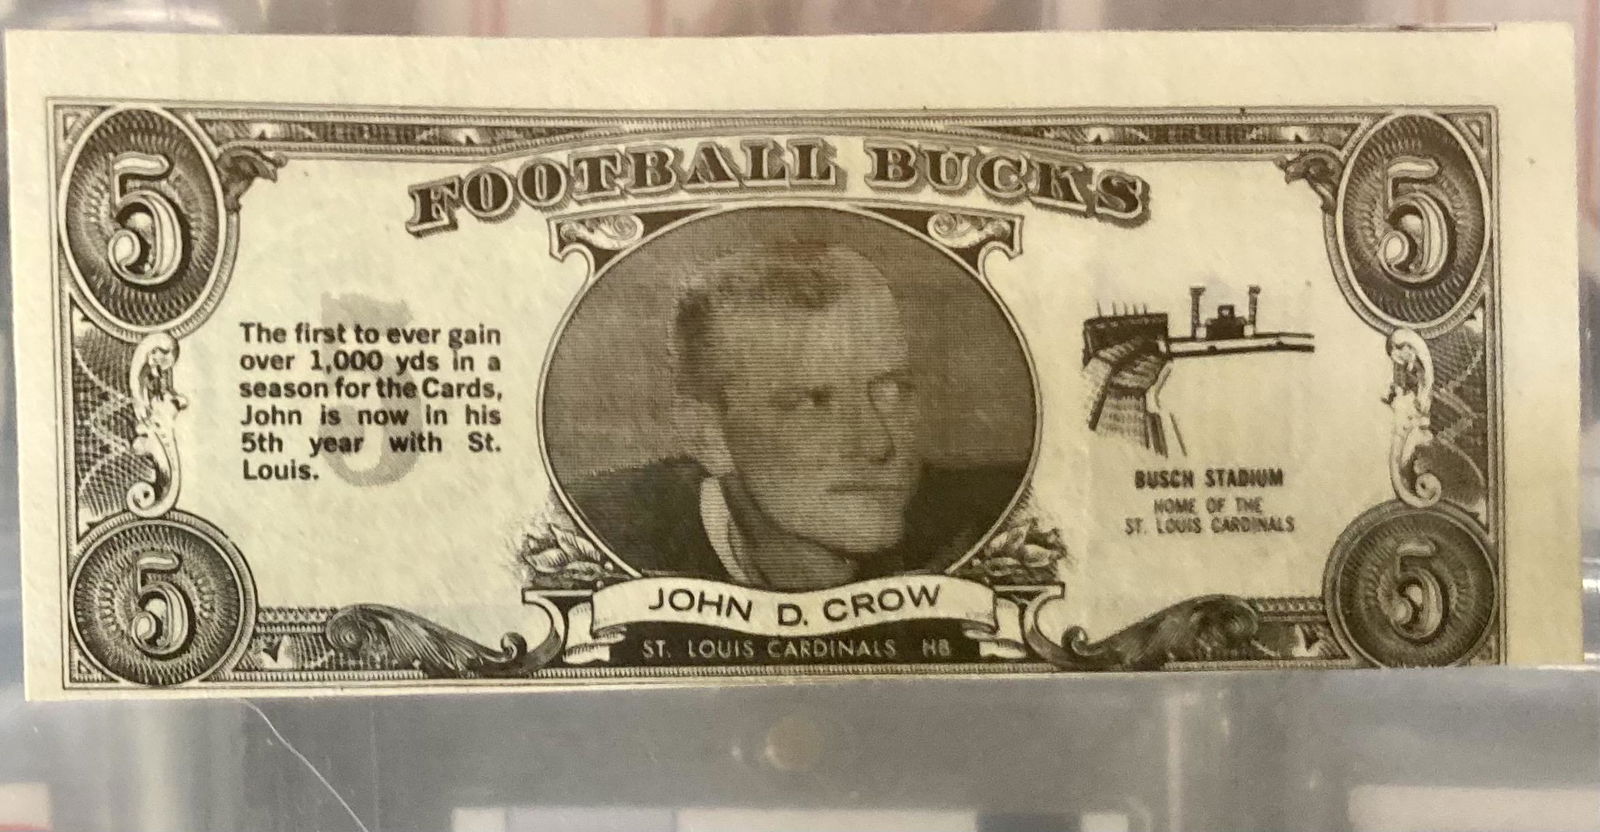 5
5
FOOTBALL BUCKS
5
The first to ever gain
over 1,000 yds in a
season for the Cards,
John is now in his
5th year with St.
Louis.
BUSCH STADIUM
HOME OF THE
ST. LOUIS CARDINALS
5
5
JOHN D. CROW
ST. LOUIS CARDINALS HB